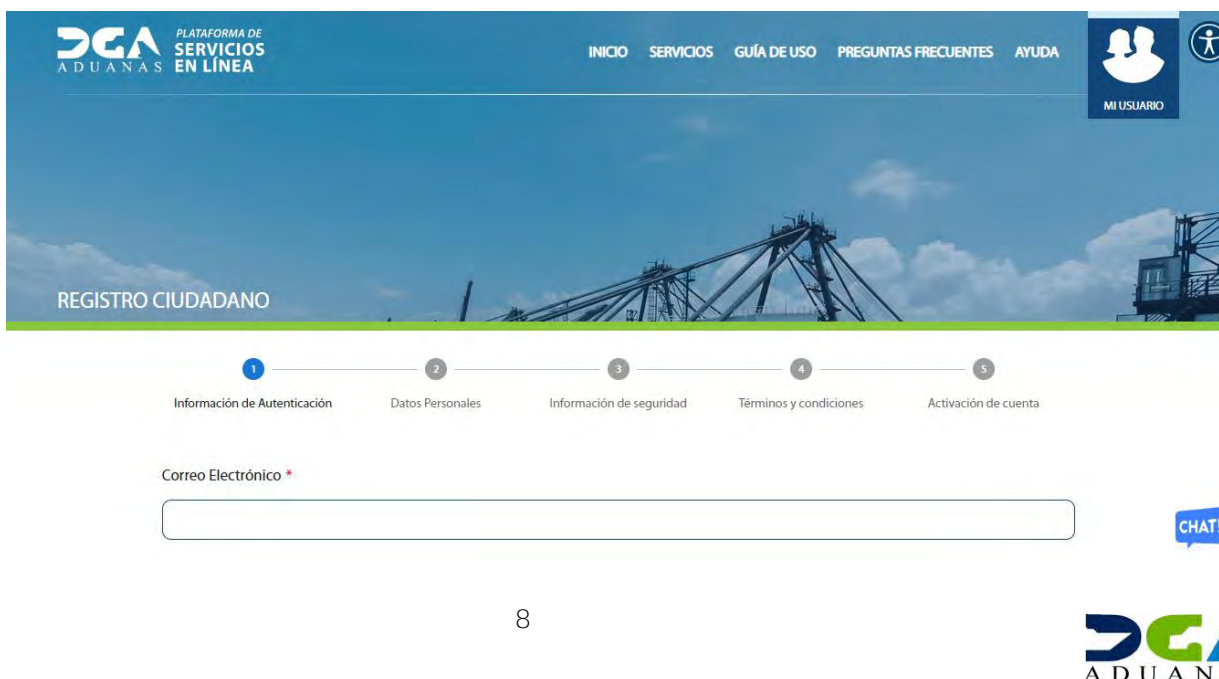 DGA
ADUANAS
PLATAFORMA DE
SERVICIOS
EN LÍNEA
INICIO SERVICIOS GUÍA DE USO PREGUNTAS FRECUENTES AYUDA
MI USUARIO
REGISTRO CIUDADANO
1 2 3 4 5
Información de Autenticación Datos Personales Información de seguridad Términos y condiciones Activación de cuenta
Correo Electrónico *
CHAT
8
DGA
ADUAN